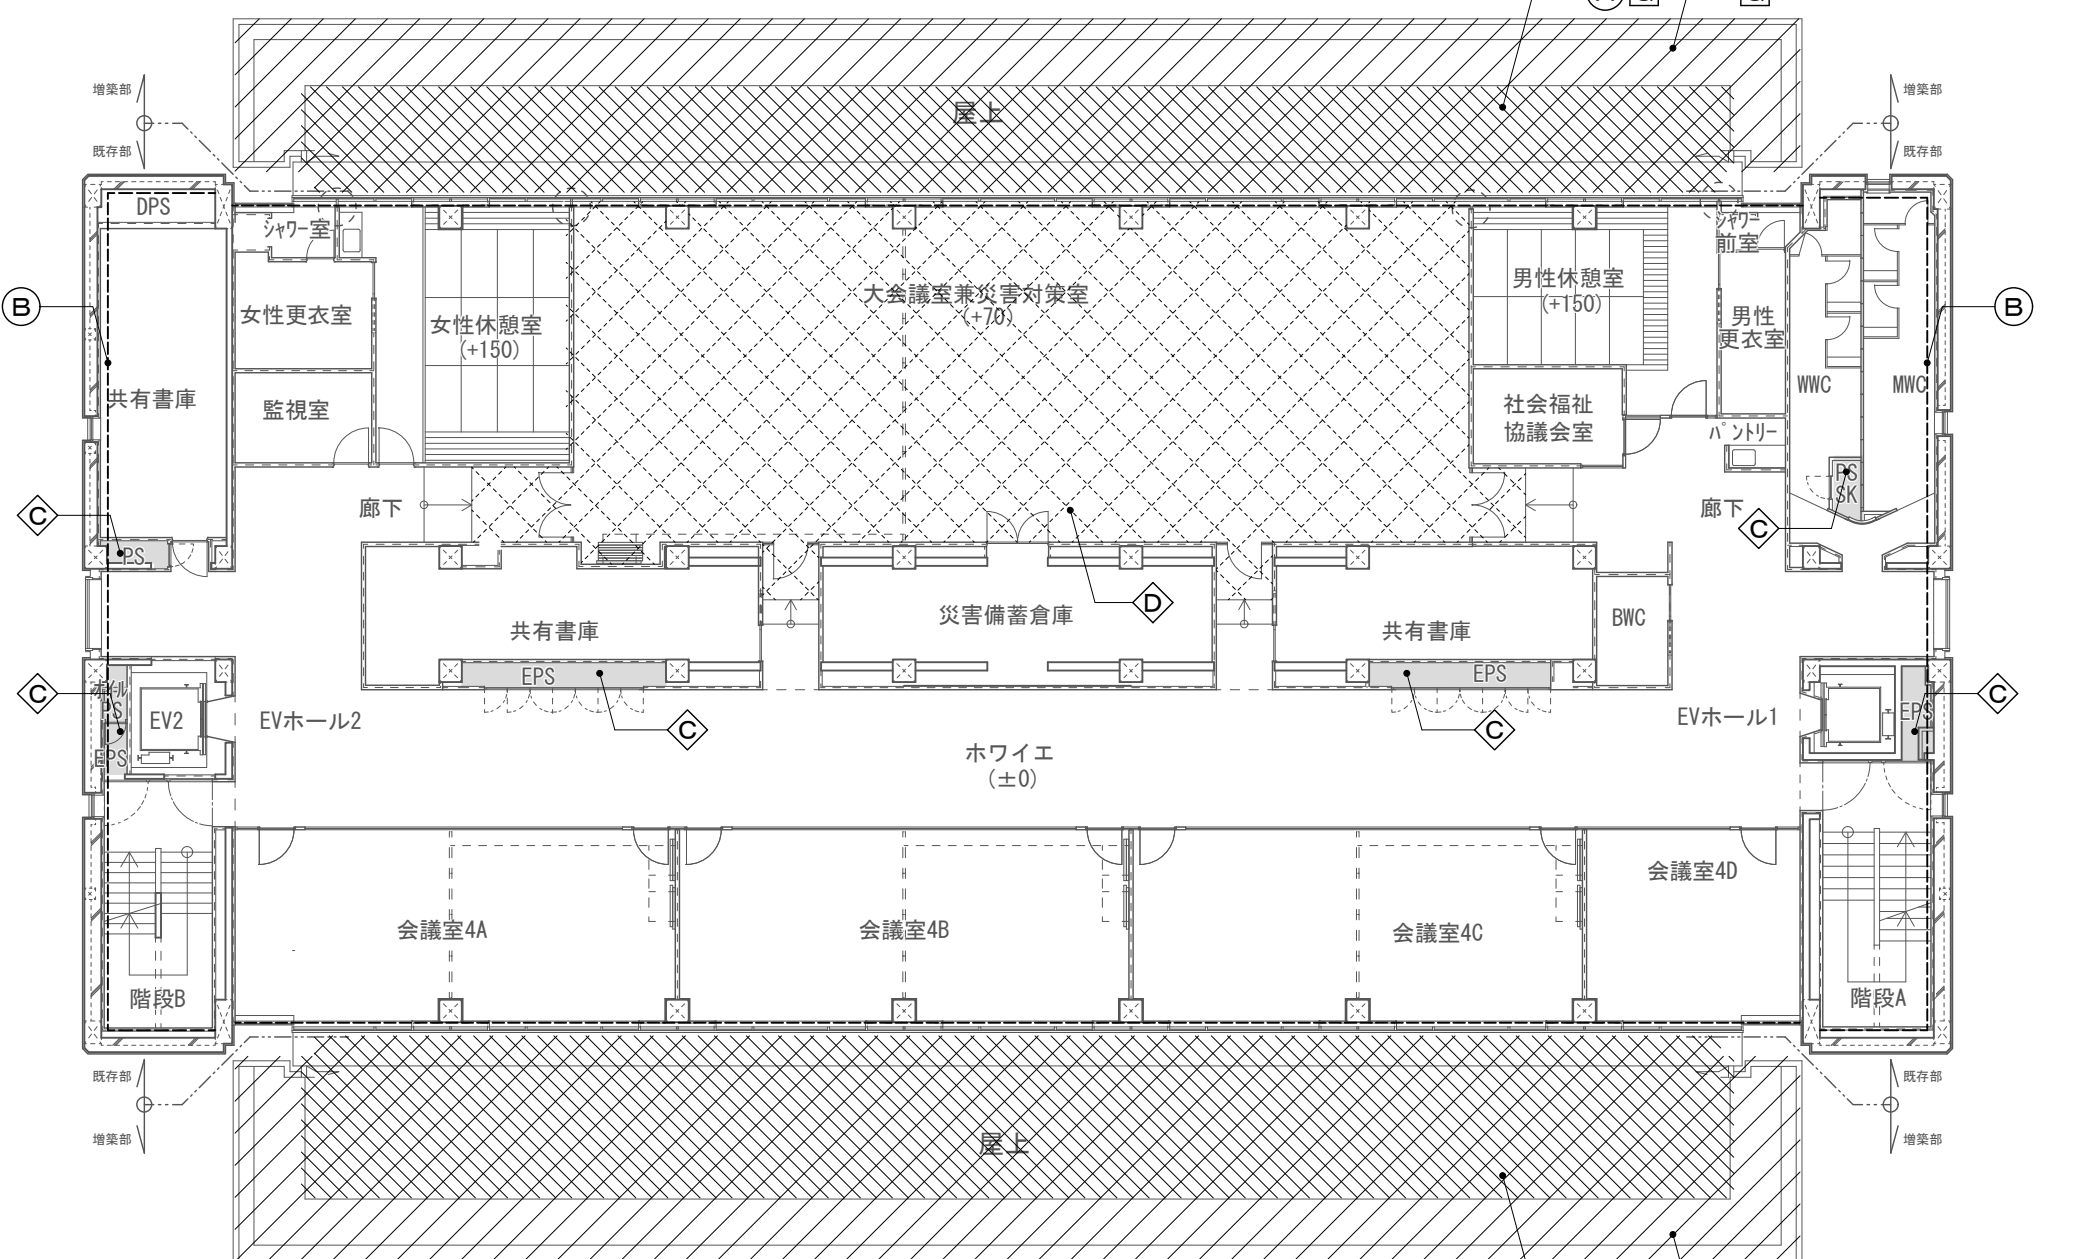 屋上
増築部
既存部
増築部
既存部
DPS
シャワー室
女性更衣室
監視室
共有書庫
女性休憩室
(+150)
大会議室兼災害対策室
(+70)
男性休憩室
(+150)
シャワー
前室
男性
更衣室
WWC
MWC
社会福祉
協議会室
パントリー
B
B
C
PS
廊下
廊下
C
PS
SK
D
共有書庫
災害備蓄倉庫
共有書庫
BWC
C
PS
EPS
EV2
EVホール2
EPS
C
EPS
C
EVホール1
EPS
C
ホワイエ
(±0)
会議室4A
会議室4B
会議室4C
会議室4D
階段B
階段A
既存部
増築部
既存部
増築部
屋上